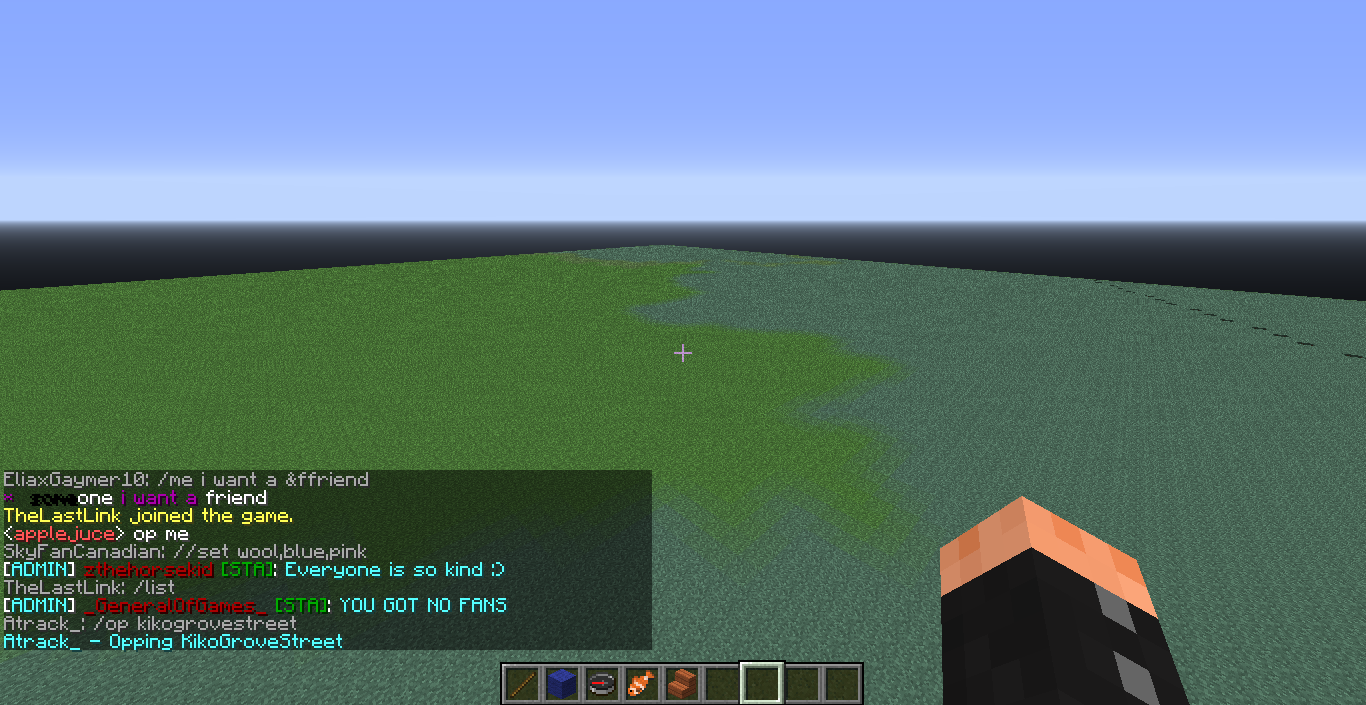 EliaxGaymer10: /me i want a &ffriend
* one i want a friend
TheLastLink joined the game.
<applejuce> op me
SkyFanCanadian: //set wool,blue,pink
[ADMIN] zthehorsekid [STA]: Everyone is so kind :)
TheLastLink: /list
[ADMIN] _GeneralOfGames_ [STA]: YOU GOT NO FANS
Atrack_: /op kikogrovestreet
Atrack_ - Opping KikoGroveStreet